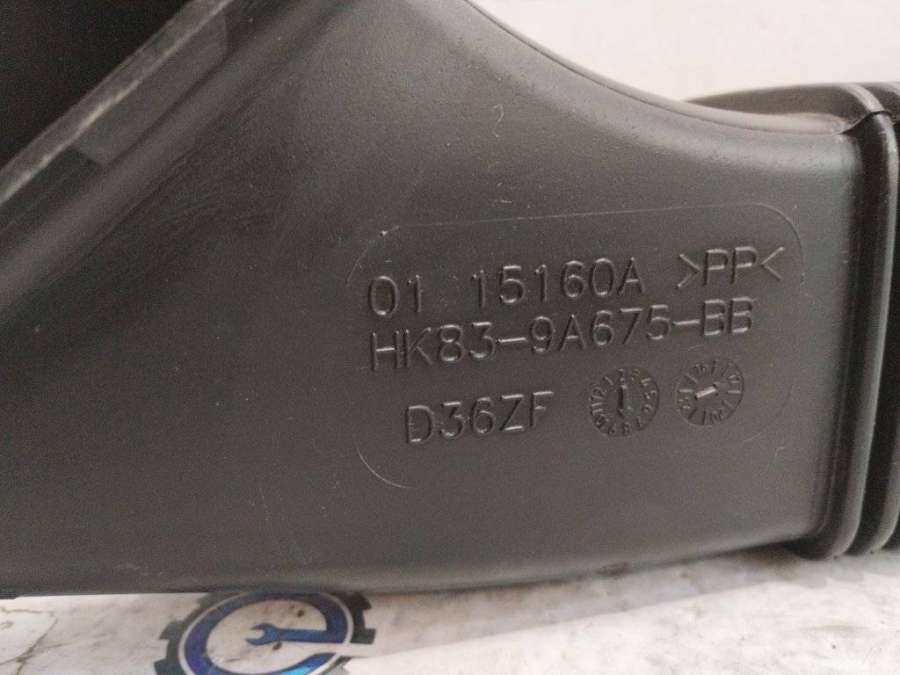 01 15160A >PP<
HK83-9A675-BB
D36ZF